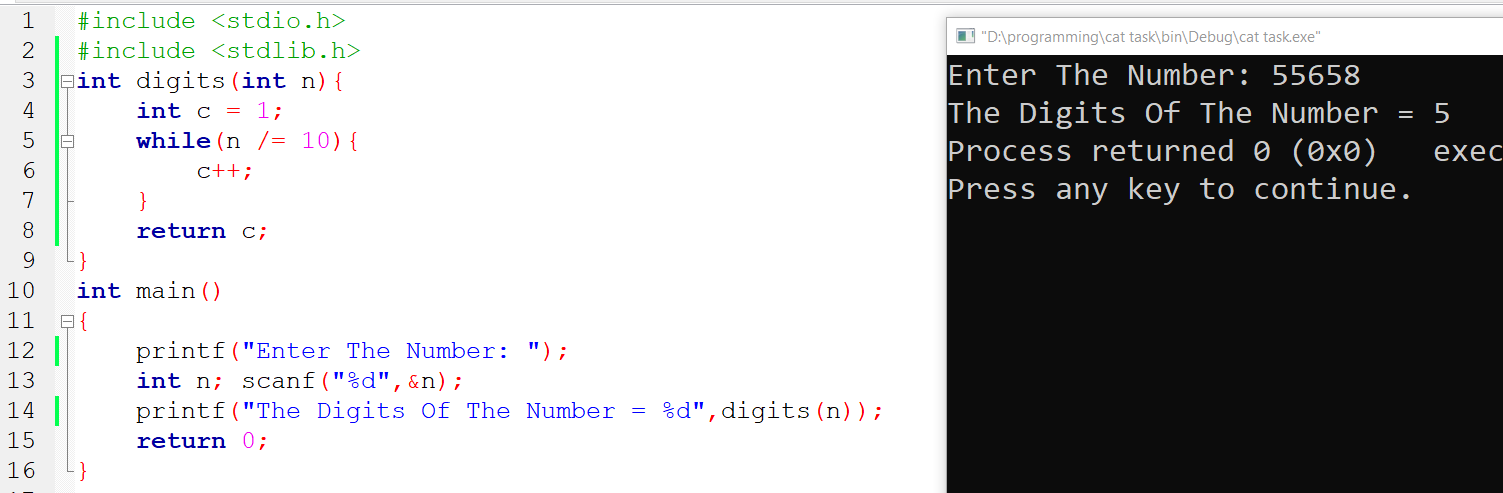 1 #include <stdio.h>
2 #include <stdlib.h>
3 int digits(int n){
4 int c = 1;
5 while(n /= 10){
6 c++;
7 }
8 return c;
9 }
10 int main()
11 {
12 printf("Enter The Number: ");
13 int n; scanf("%d",&n);
14 printf("The Digits Of The Number = %d",digits(n));
15 return 0;
16 }
"D:\programming\cat task\bin\Debug\cat task.exe"
Enter The Number: 55658
The Digits Of The Number = 5
Process returned 0 (0x0) exec
Press any key to continue.